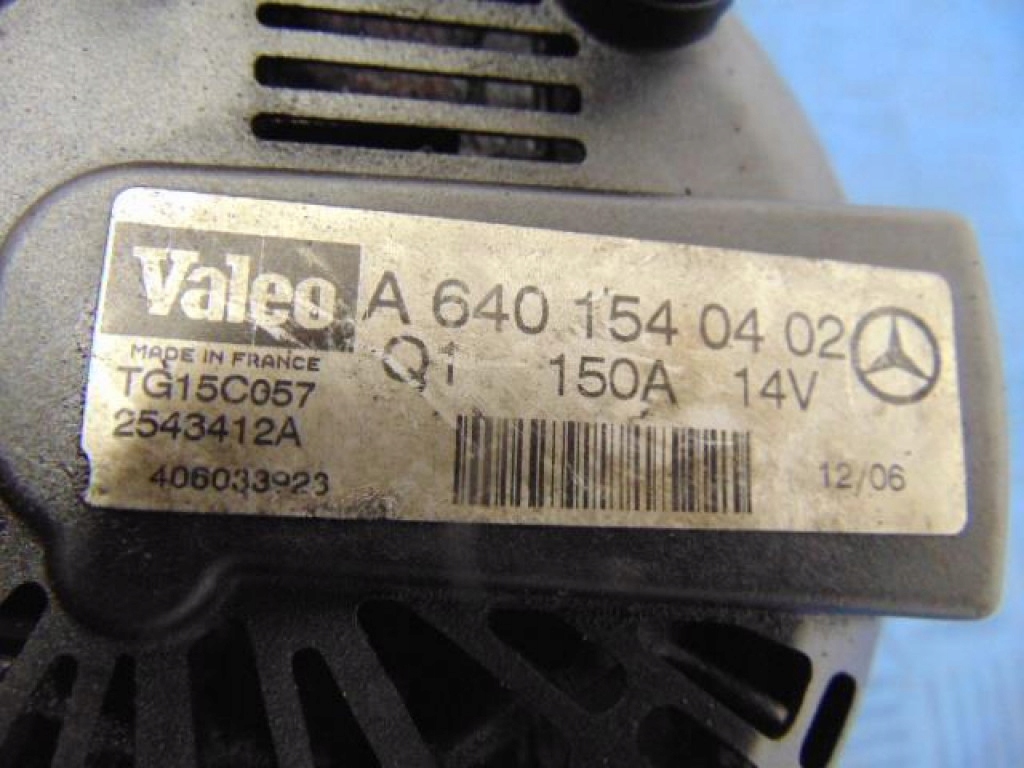 Valeo A 640 154 04 02
MADE IN FRANCE Q1 150A 14V
TG15C057
2543412A
406033923 12/06